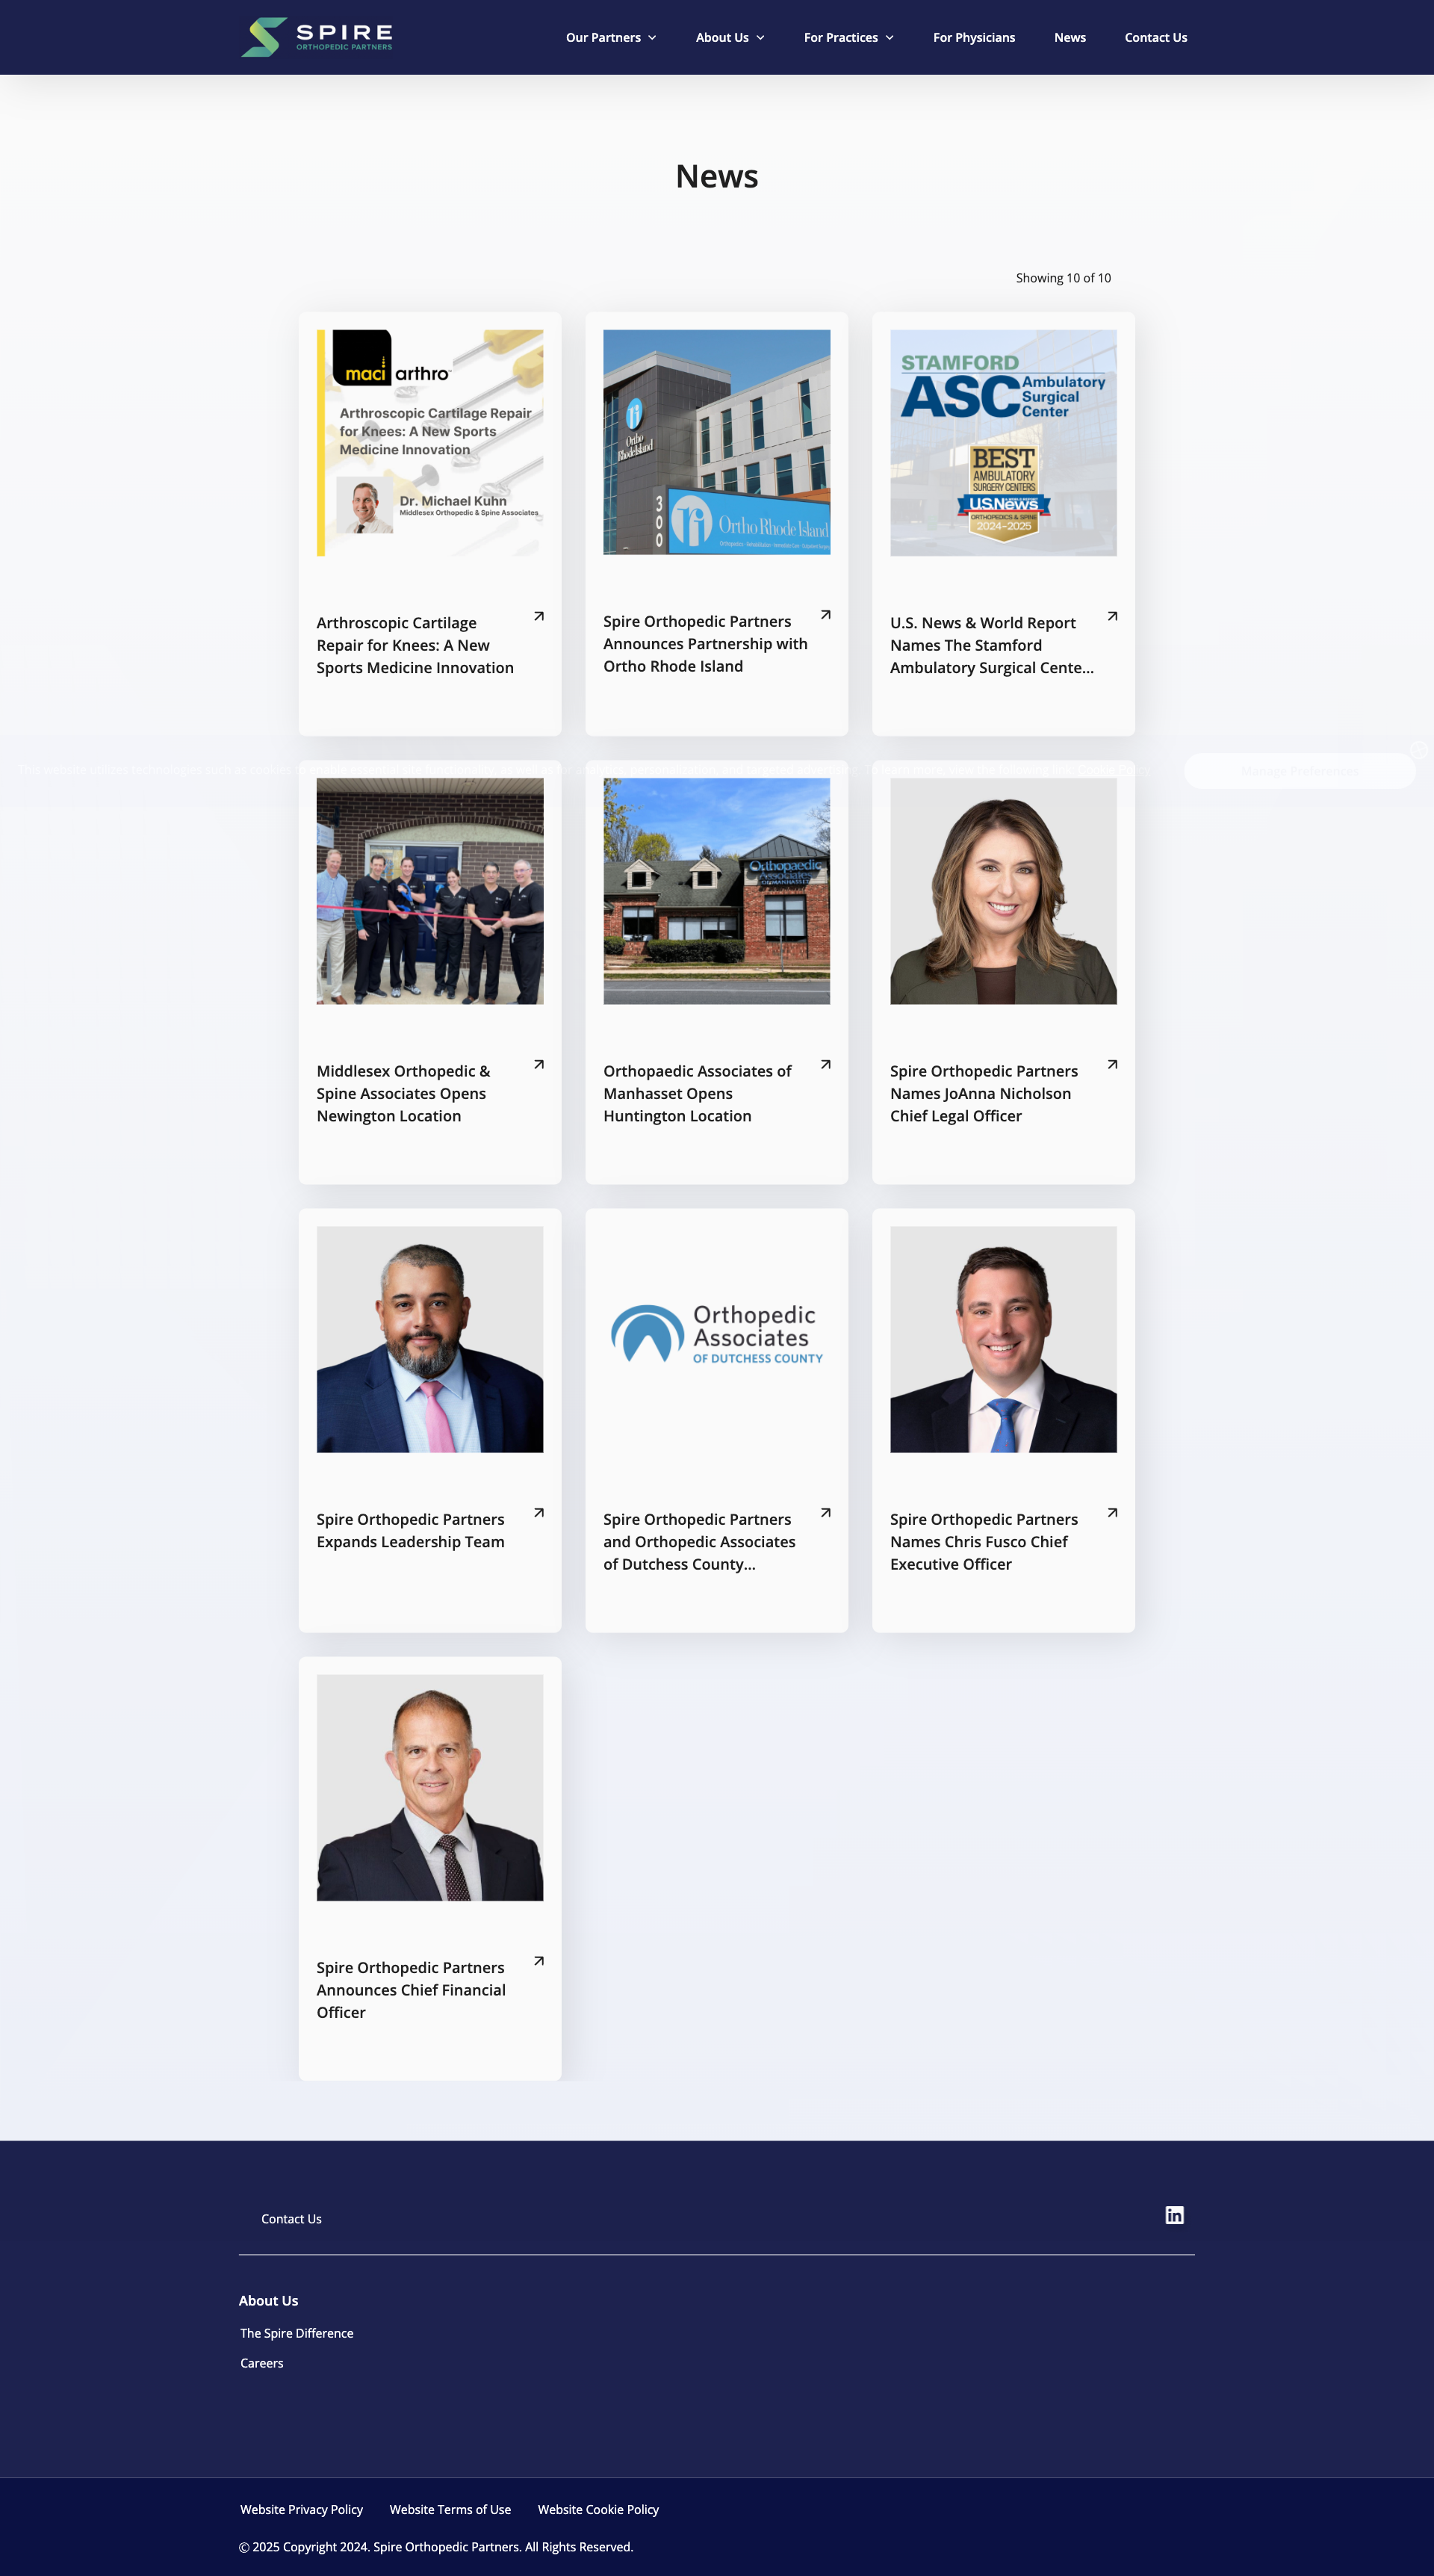 SPIRE
ORTHOPEDIC PARTNERS
Our Partners
About Us
For Practices
For Physicians
News
Contact Us
News
Showing 10 of 10
maci arthro™
Arthroscopic Cartilage Repair
for Knees: A New Sports
Medicine Innovation
Dr. Michael Kuhn
Middlesex Orthopedic & Spine Associates
Arthroscopic Cartilage
Repair for Knees: A New
Sports Medicine Innovation
Ortho
RhodeIsland
300
Ortho Rhode Island
Spire Orthopedic Partners
Announces Partnership with
Ortho Rhode Island
STAMFORD
ASC Ambulatory
Surgical
Center
BEST
AMBULATORY
SURGERY CENTERS
U.S. News
ORTHOPEDICS & SPINE
2024-2025
U.S. News & World Report
Names The Stamford
Ambulatory Surgical Cente...
Manage Preferences
Middlesex Orthopedic &
Spine Associates Opens
Newington Location
Orthopaedic
Associates
OF MANHASSET
Orthopaedic Associates of
Manhasset Opens
Huntington Location
Spire Orthopedic Partners
Names JoAnna Nicholson
Chief Legal Officer
Spire Orthopedic Partners
Expands Leadership Team
Orthopedic
Associates
OF DUTCHESS COUNTY
Spire Orthopedic Partners
and Orthopedic Associates
of Dutchess County...
Spire Orthopedic Partners
Names Chris Fusco Chief
Executive Officer
Spire Orthopedic Partners
Announces Chief Financial
Officer
Contact Us
About Us
The Spire Difference
Careers
Website Privacy Policy
Website Terms of Use
Website Cookie Policy
© 2025 Copyright 2024. Spire Orthopedic Partners. All Rights Reserved.